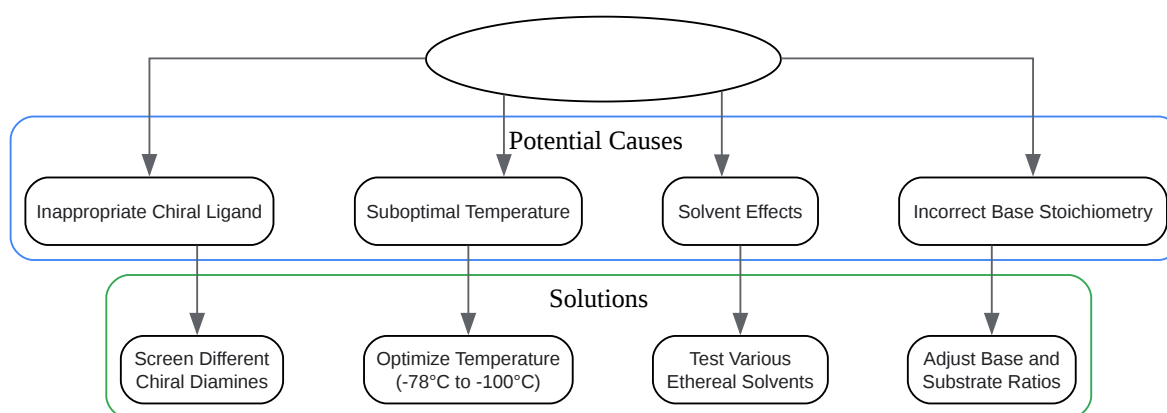 Potential Causes
Inappropriate Chiral Ligand
Suboptimal Temperature
Solvent Effects
Incorrect Base Stoichiometry
Solutions
Screen Different
Chiral Diamines
Optimize Temperature
(-78°C to -100°C)
Test Various
Ethereal Solvents
Adjust Base and
Substrate Ratios